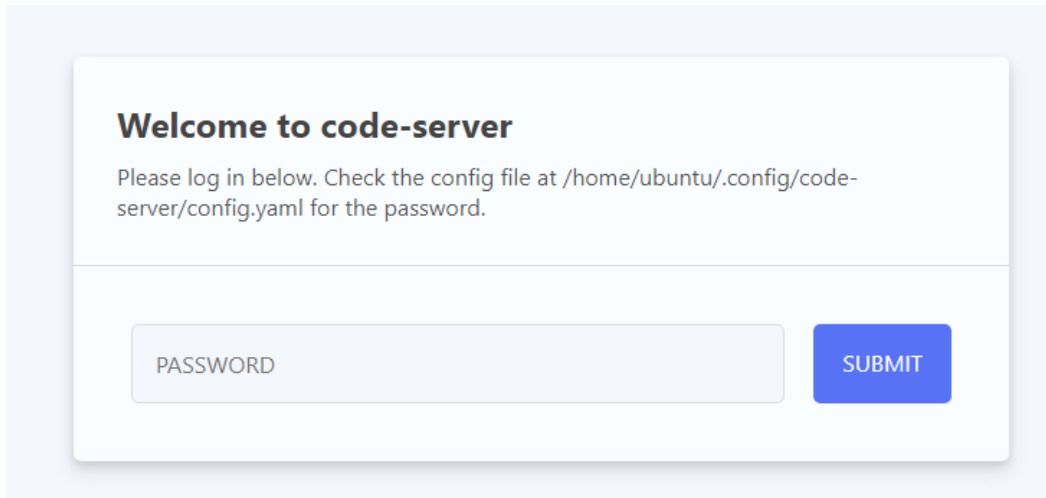 Welcome to code-server
Please log in below. Check the config file at /home/ubuntu/.config/code-
server/config.yaml for the password.
PASSWORD
SUBMIT